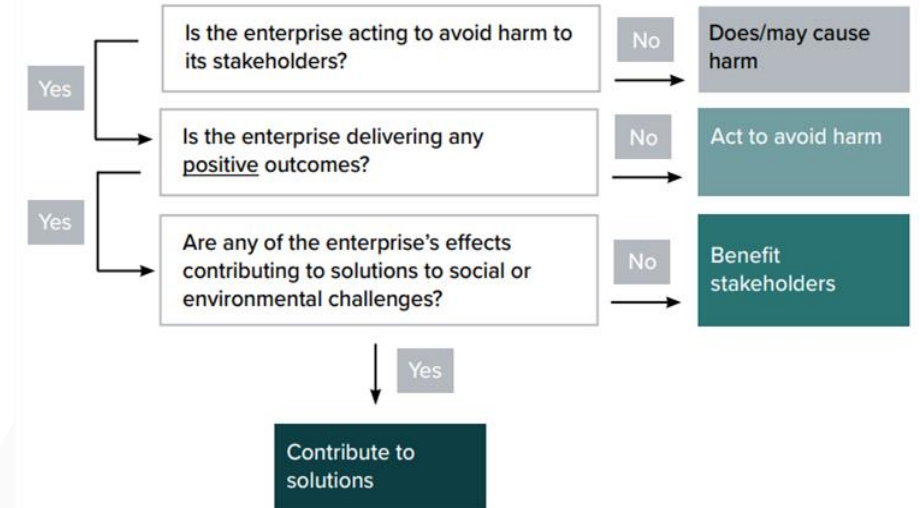 Is the enterprise acting to avoid harm to
its stakeholders?
No
Does/may cause
harm
Yes
Is the enterprise delivering any
positive outcomes?
No
Act to avoid harm
Yes
Are any of the enterprise's effects
contributing to solutions to social or
environmental challenges?
No
Benefit
stakeholders
Yes
Contribute to
solutions